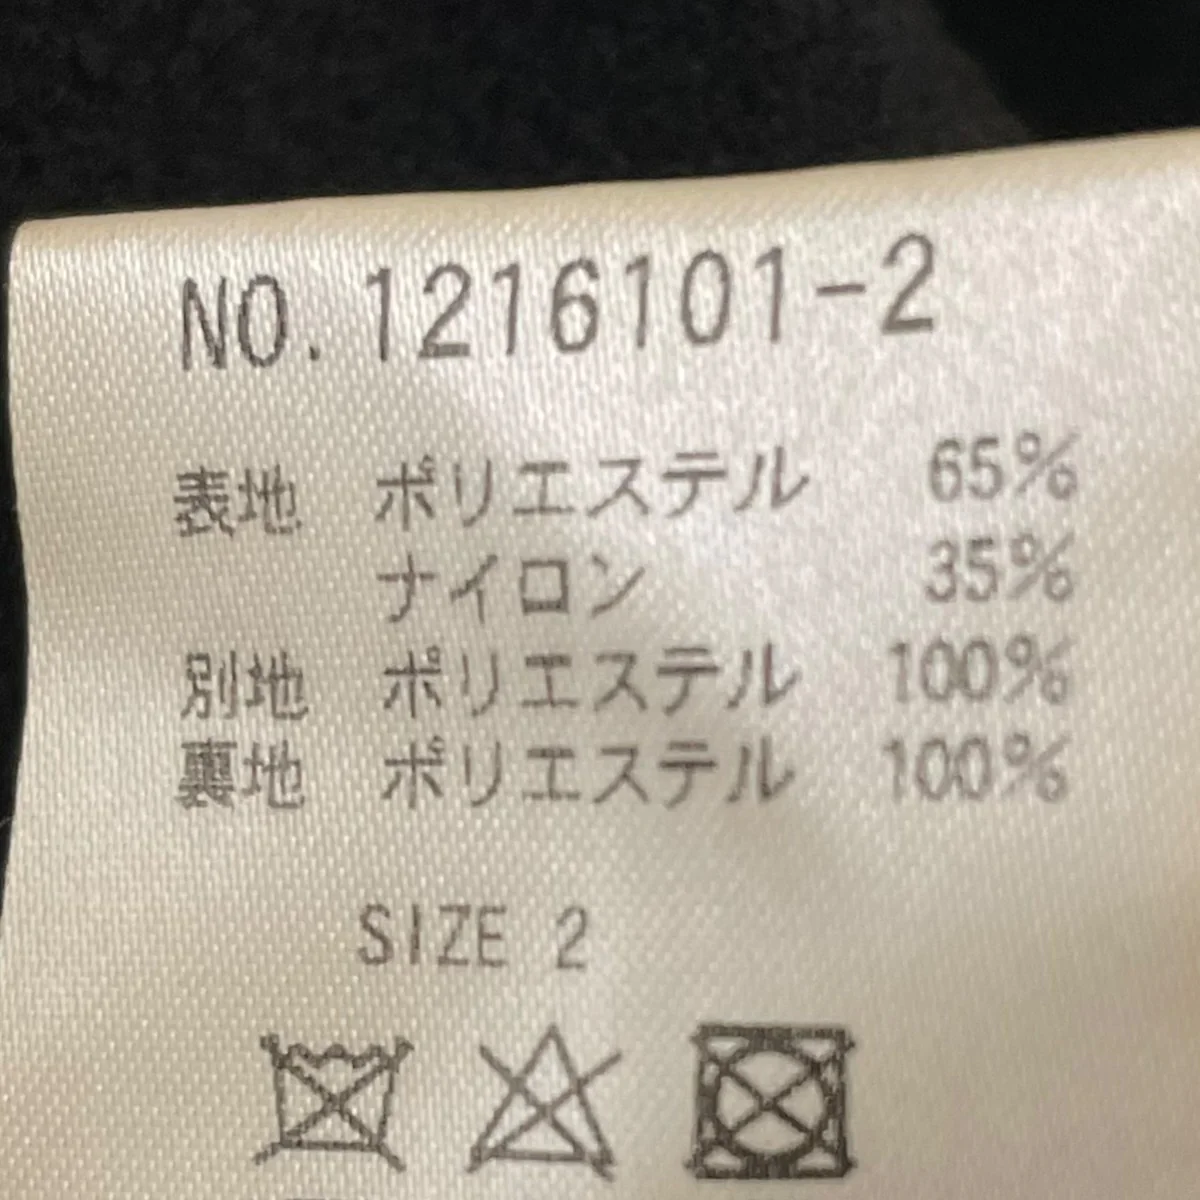 NO.1216101-2
表地 ポリエステル 65%
ナイロン 35%
別地 ポリエステル 100%
裏地 ポリエステル 100%
SIZE 2